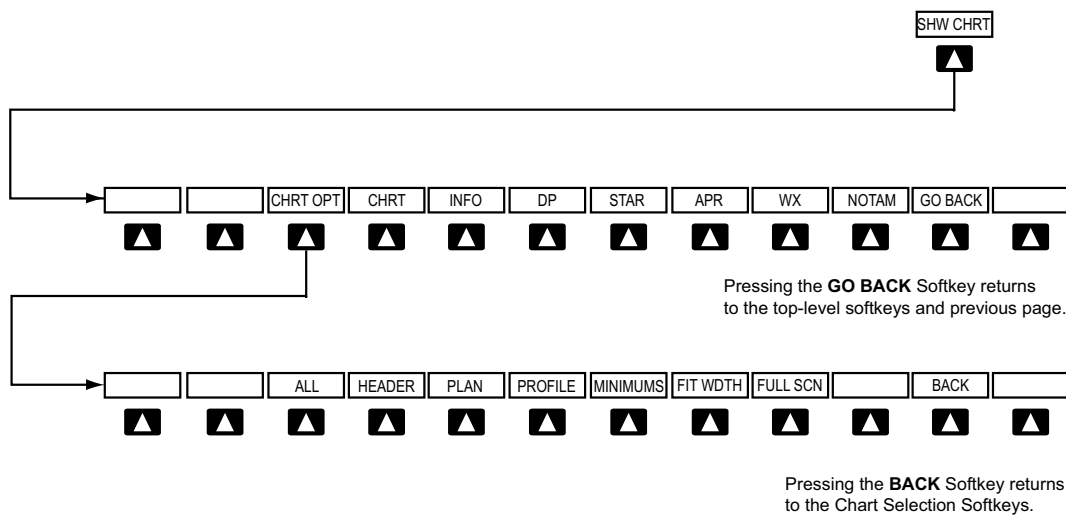 SHW CHRT
CHRT OPT CHRT INFO DP STAR APR WX NOTAM GO BACK
Pressing the GO BACK Softkey returns
to the top-level softkeys and previous page.
ALL HEADER PLAN PROFILE MINIMUMS FIT WDTH FULL SCN BACK
Pressing the BACK Softkey returns
to the Chart Selection Softkeys.